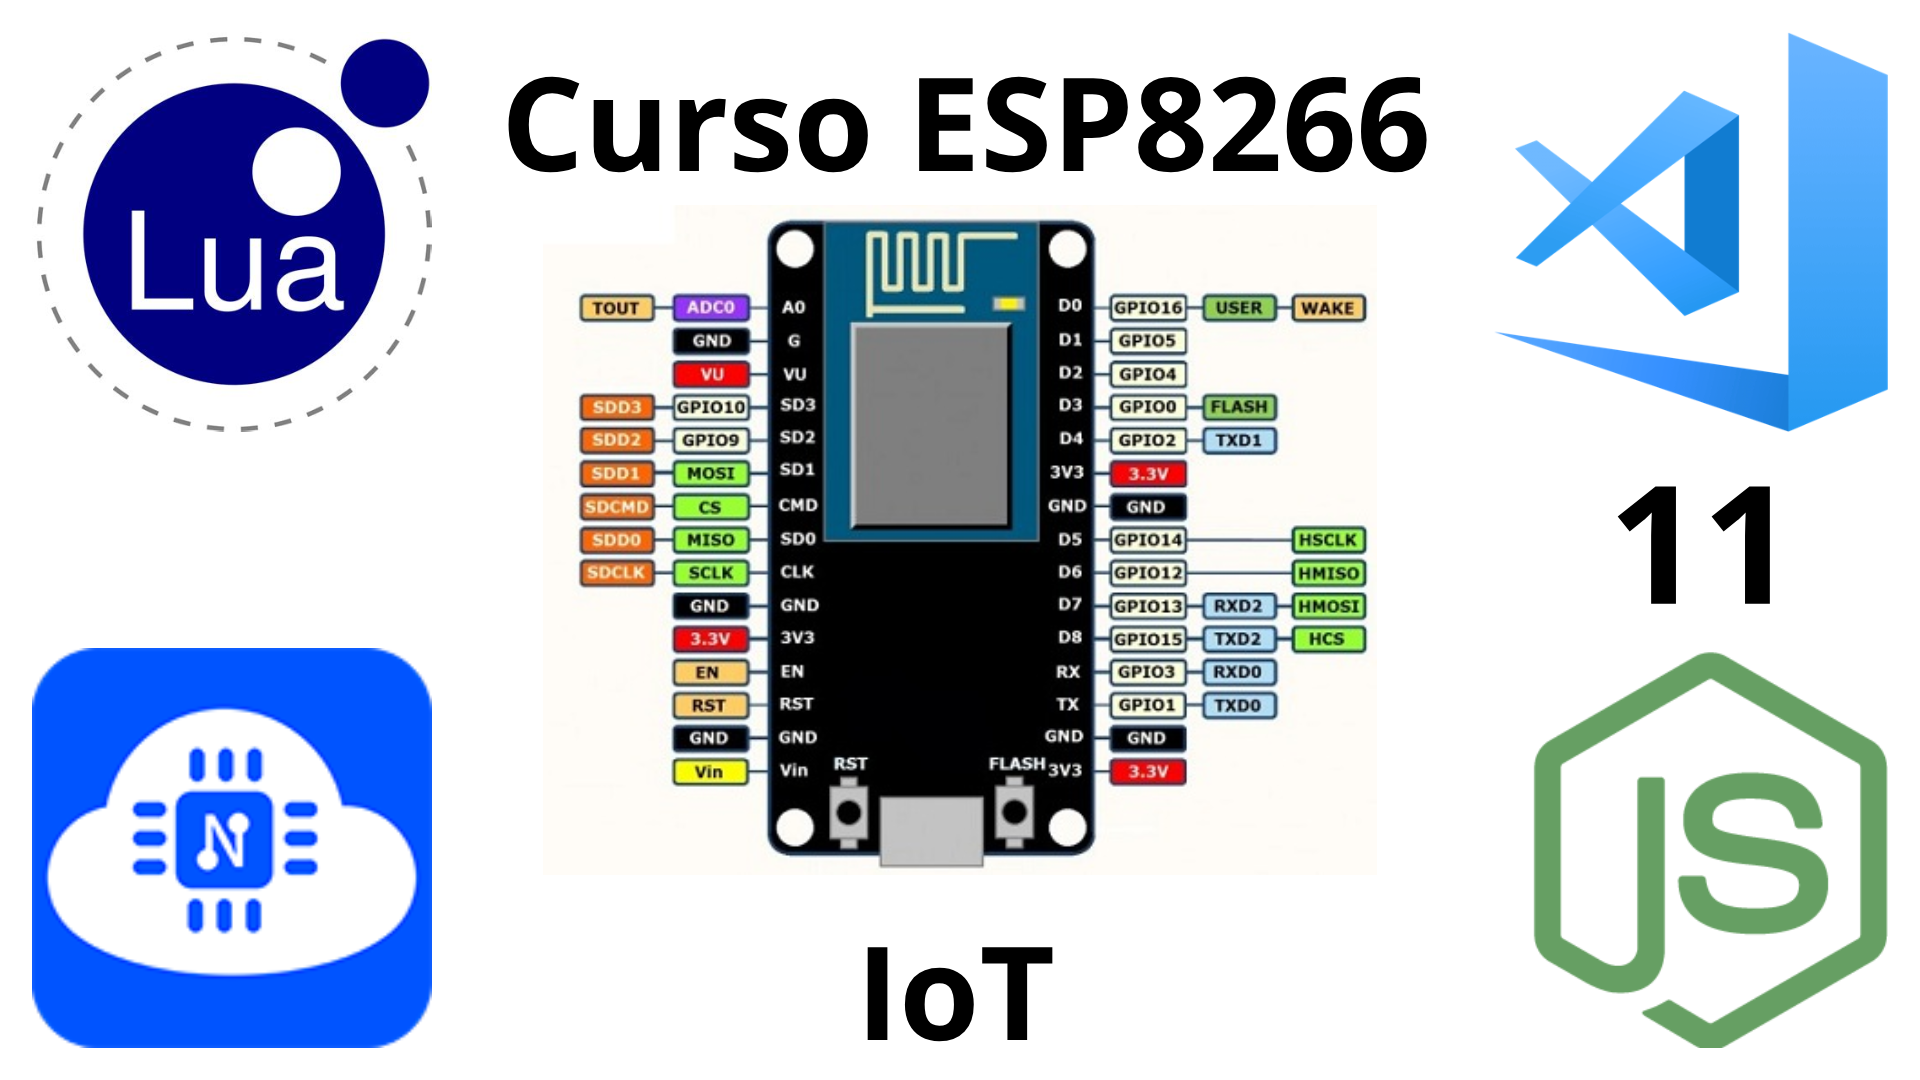 Curso ESP8266
Lua
TOUT ADC0 A0 D0 GPIO16 USER WAKE
GND G D1 GPIO5
VU VU D2 GPIO4
SDD3 GPIO10 SD3 D3 GPIO0 FLASH
SDD2 GPIO9 SD2 D4 GPIO2 TXD1
SDD1 MOSI SD1 3V3 3.3V
SDCMD CS CMD GND GND
SDD0 MISO SD0 D5 GPIO14 HSCLK
SDCLK SCLK CLK D6 GPIO12 HMISO
GND GND D7 GPIO13 RXD2 HMOSI
3.3V 3V3 D8 GPIO15 TXD2 HCS
EN EN RX GPIO3 RXD0
RST RST TX GPIO1 TXD0
GND GND GND GND
Vin Vin RST FLASH 3V3 3.3V
11
N
JS
IoT